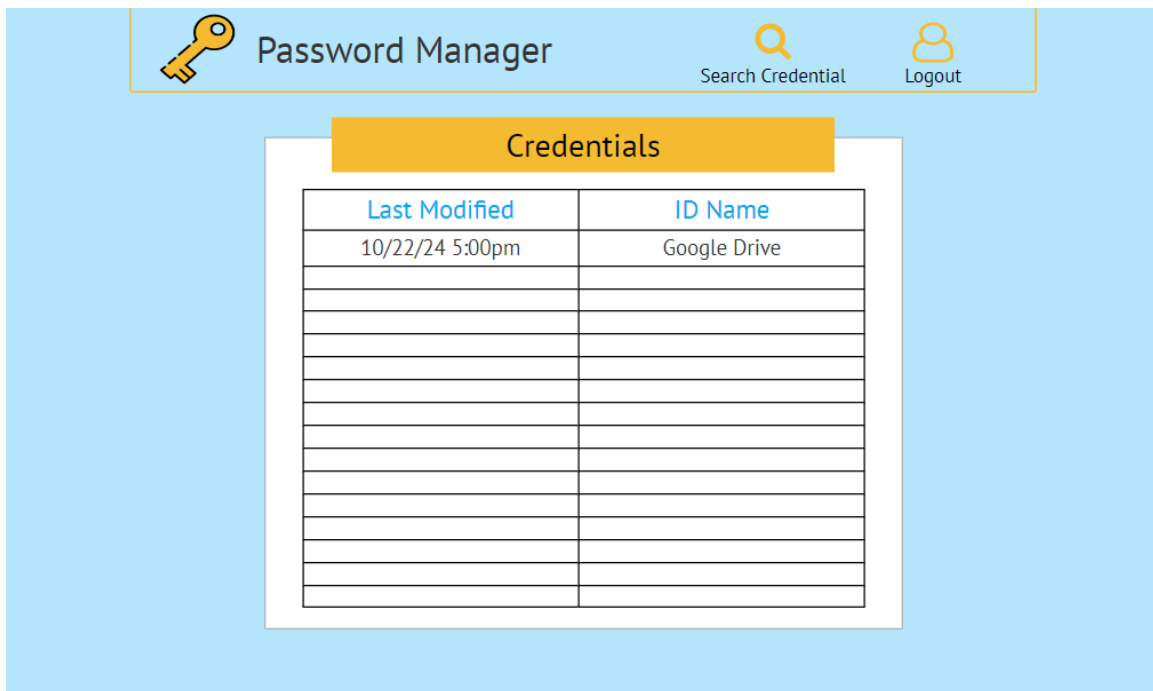 Password Manager
Search Credential
Logout
Credentials
Last Modified ID Name
10/22/24 5:00pm Google Drive